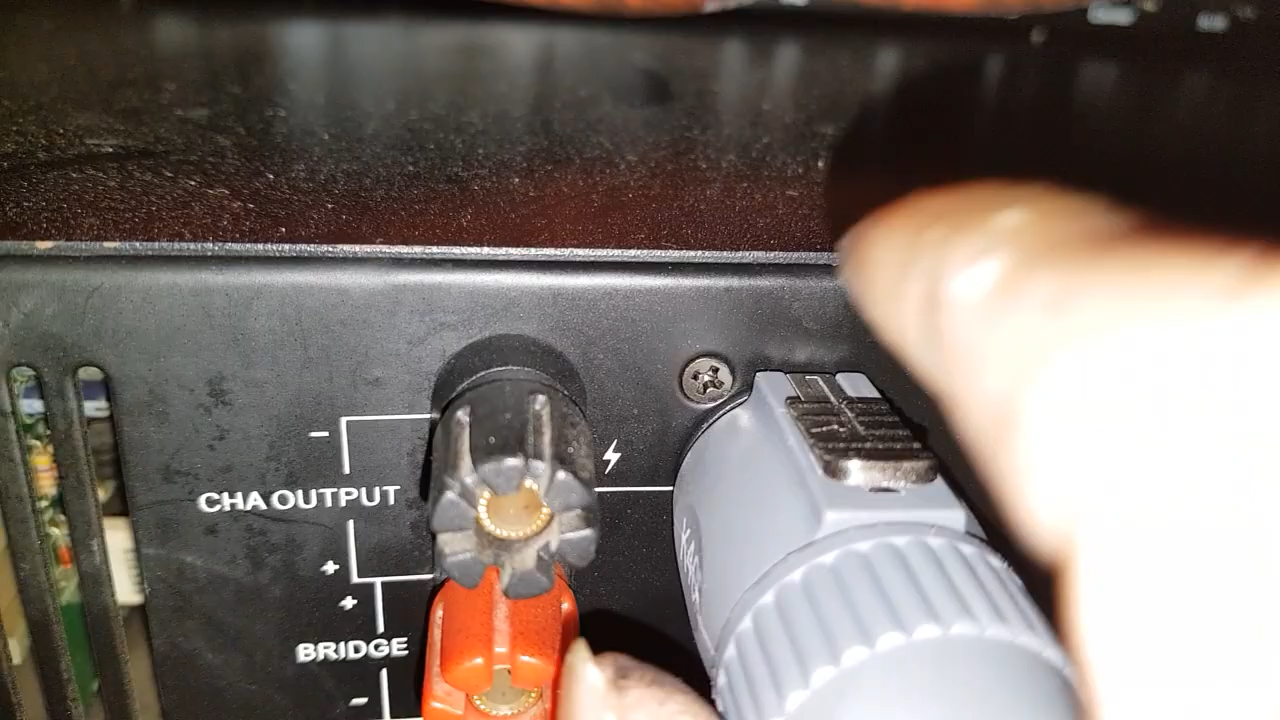 -
CHA OUTPUT
+
+
BRIDGE
-